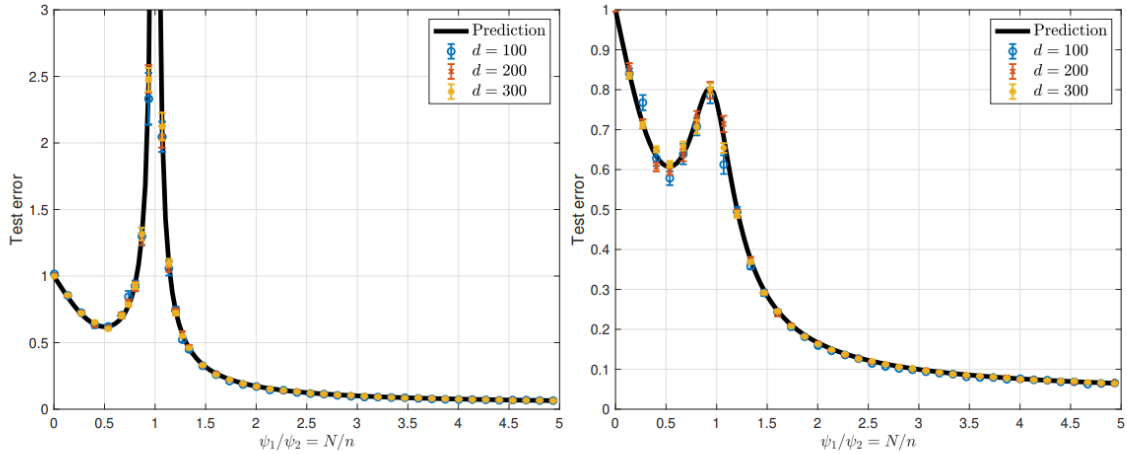 3
2.5
2
1.5
1
0.5
0
Test error
0 0.5 1 1.5 2 2.5 3 3.5 4 4.5 5
ψ₁/ψ₂ = N/n
Prediction
d = 100
d = 200
d = 300
1
0.9
0.8
0.7
0.6
0.5
0.4
0.3
0.2
0.1
0
Test error
0 0.5 1 1.5 2 2.5 3 3.5 4 4.5 5
ψ₁/ψ₂ = N/n
Prediction
d = 100
d = 200
d = 300